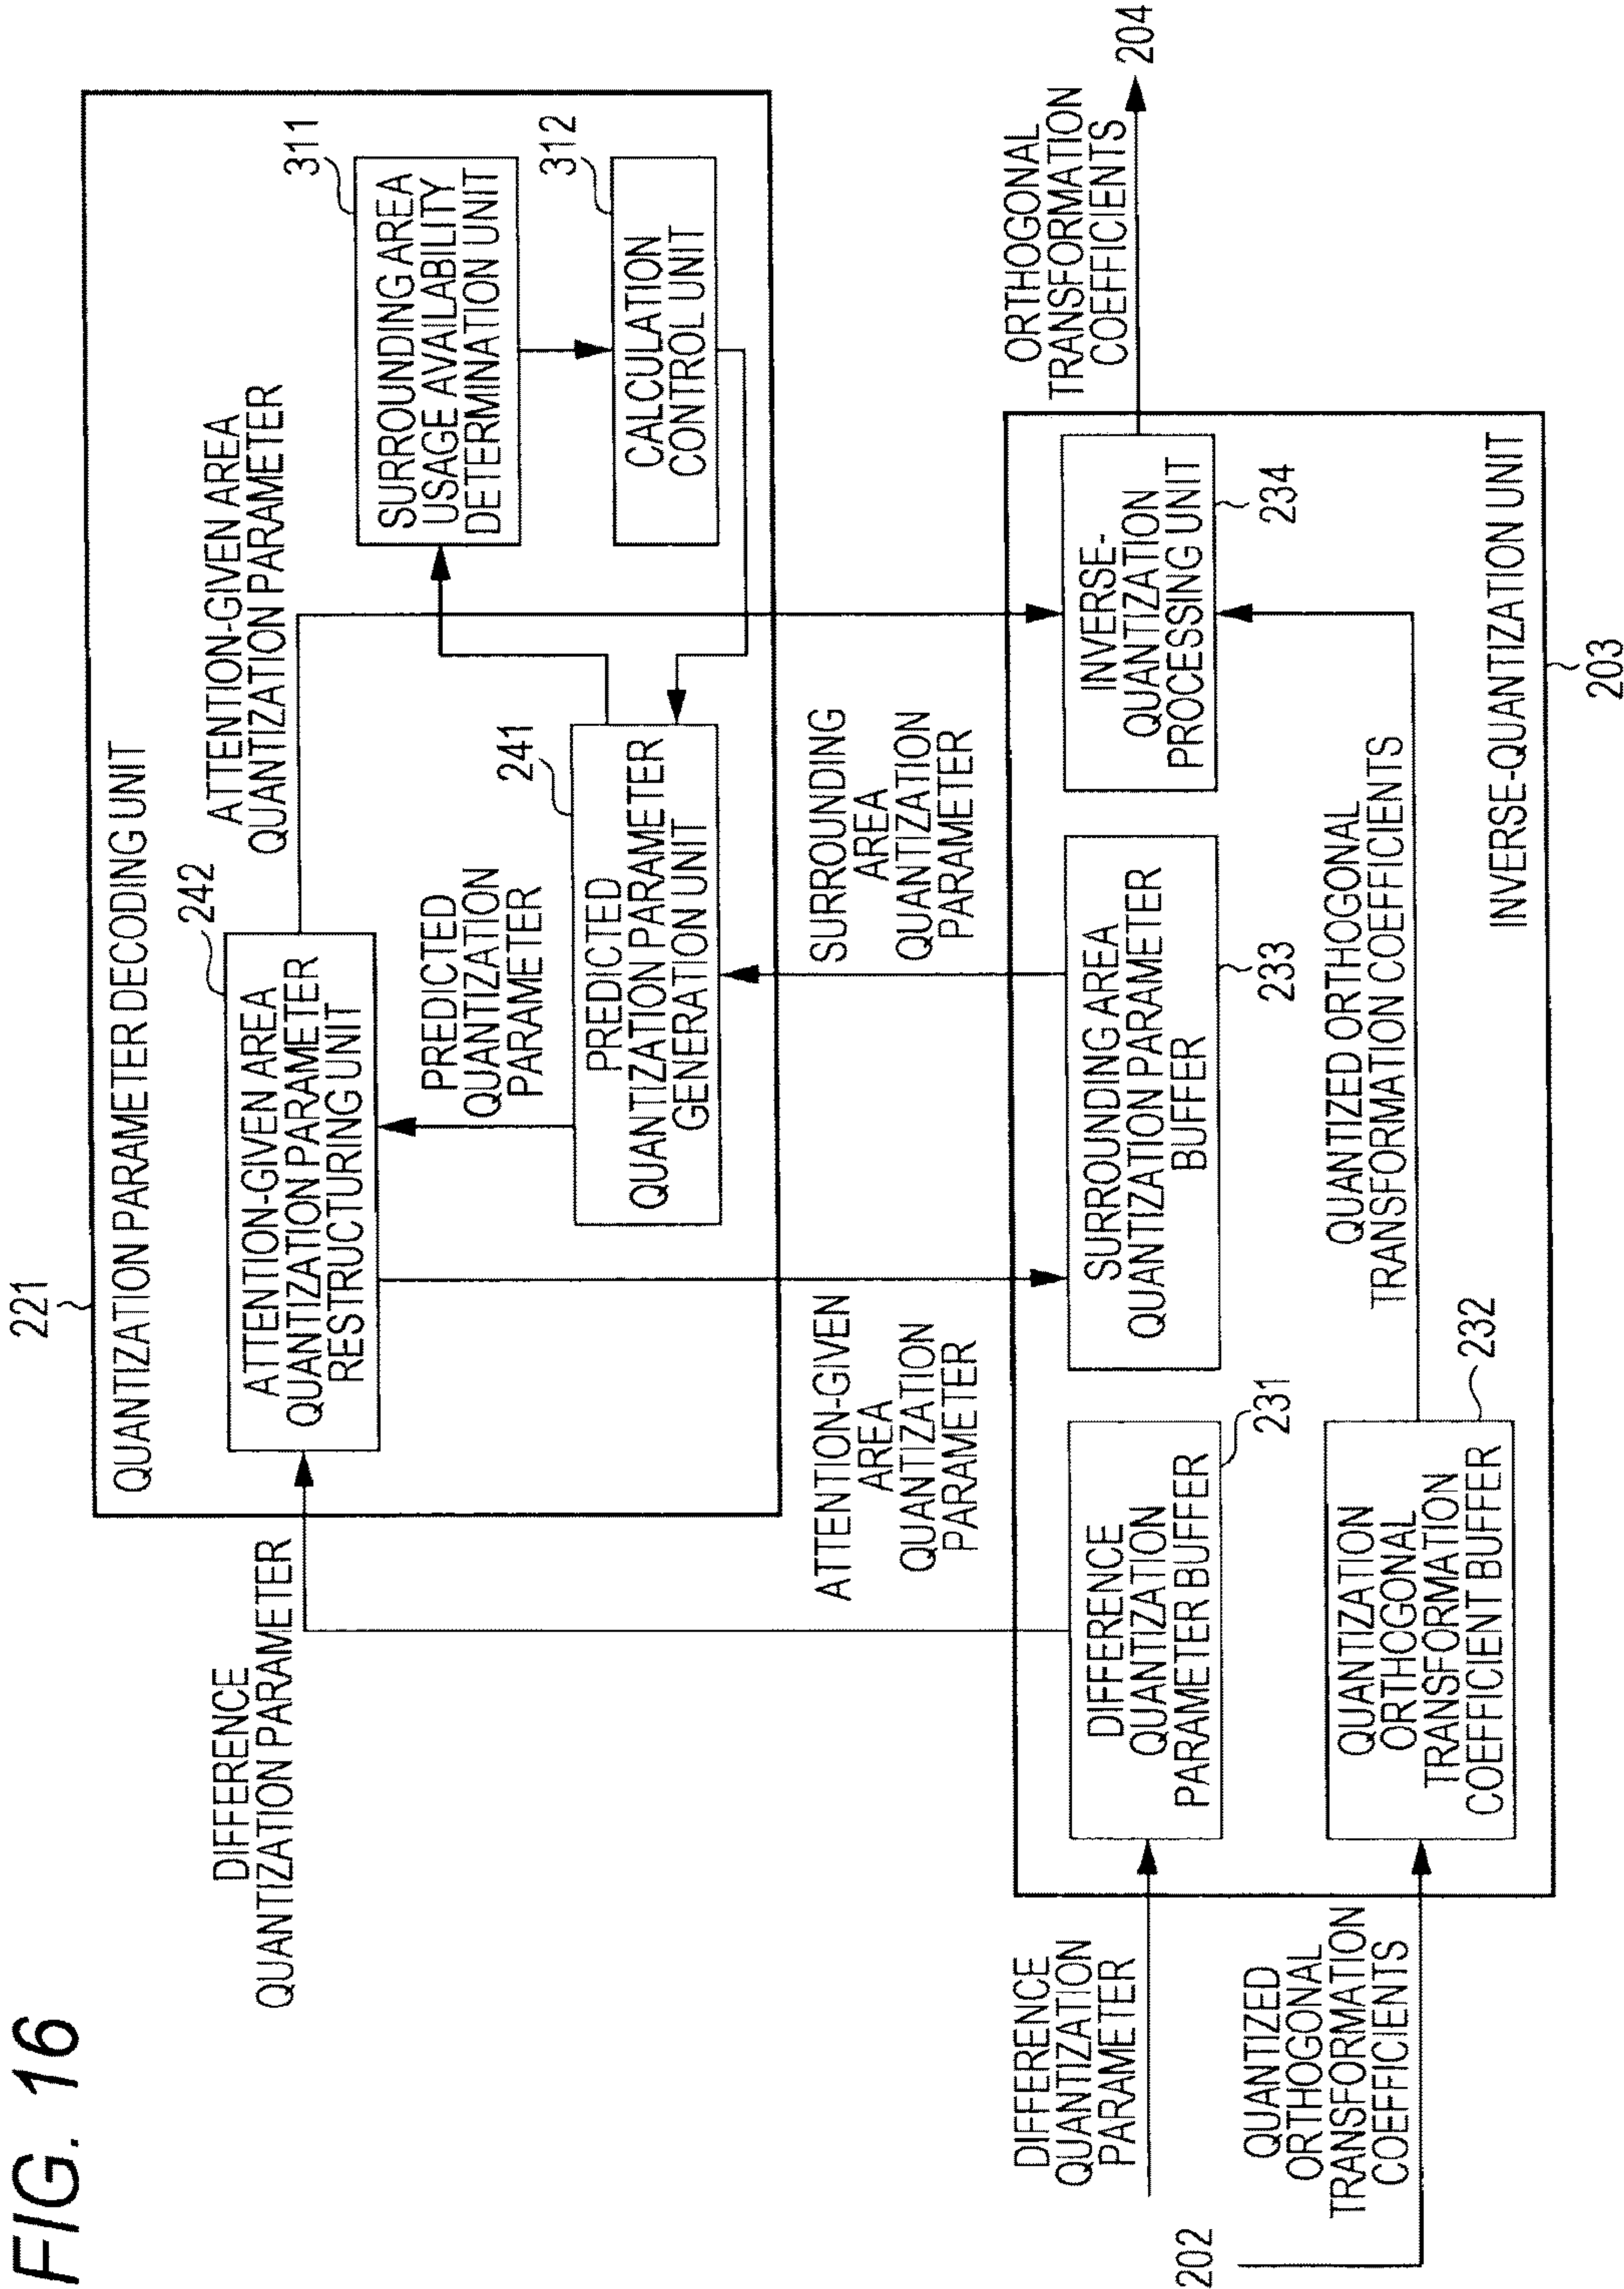 FIG. 16
221
QUANTIZATION PARAMETER DECODING UNIT
DIFFERENCE
QUANTIZATION PARAMETER
242
ATTENTION-GIVEN AREA
QUANTIZATION PARAMETER
RESTRUCTURING UNIT
ATTENTION-GIVEN AREA
QUANTIZATION PARAMETER
PREDICTED
QUANTIZATION
PARAMETER
241
PREDICTED
QUANTIZATION PARAMETER
GENERATION UNIT
311
SURROUNDING AREA
USAGE AVAILABILITY
DETERMINATION UNIT
312
CALCULATION
CONTROL UNIT
ATTENTION-GIVEN
AREA
QUANTIZATION
PARAMETER
SURROUNDING
AREA
QUANTIZATION
PARAMETER
ORTHOGONAL
TRANSFORMATION
COEFFICIENTS
204
DIFFERENCE
QUANTIZATION
PARAMETER
DIFFERENCE
QUANTIZATION
PARAMETER BUFFER
231
SURROUNDING AREA
QUANTIZATION PARAMETER
BUFFER
233
INVERSE-
QUANTIZATION
PROCESSING UNIT
234
202
QUANTIZED
ORTHOGONAL
TRANSFORMATION
COEFFICIENTS
QUANTIZATION
ORTHOGONAL
TRANSFORMATION
COEFFICIENT BUFFER
232
QUANTIZED ORTHOGONAL
TRANSFORMATION COEFFICIENTS
INVERSE-QUANTIZATION UNIT
203